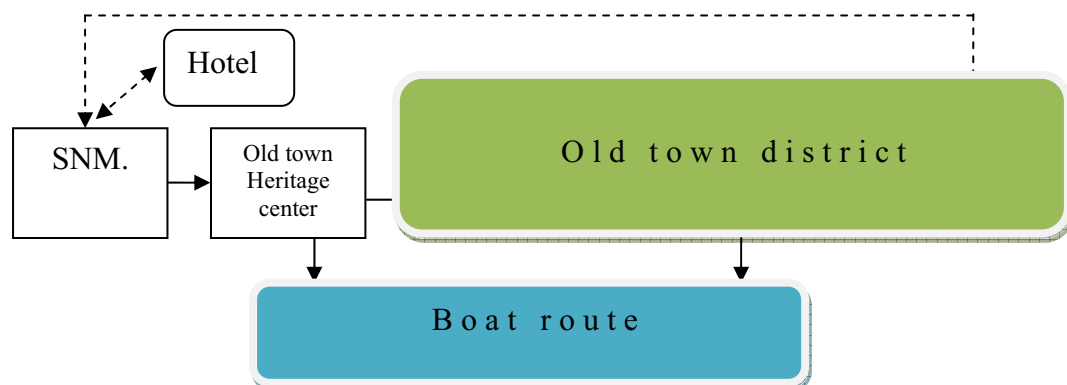 Hotel
SNM.
Old town
Heritage
center
Old town district
Boat route